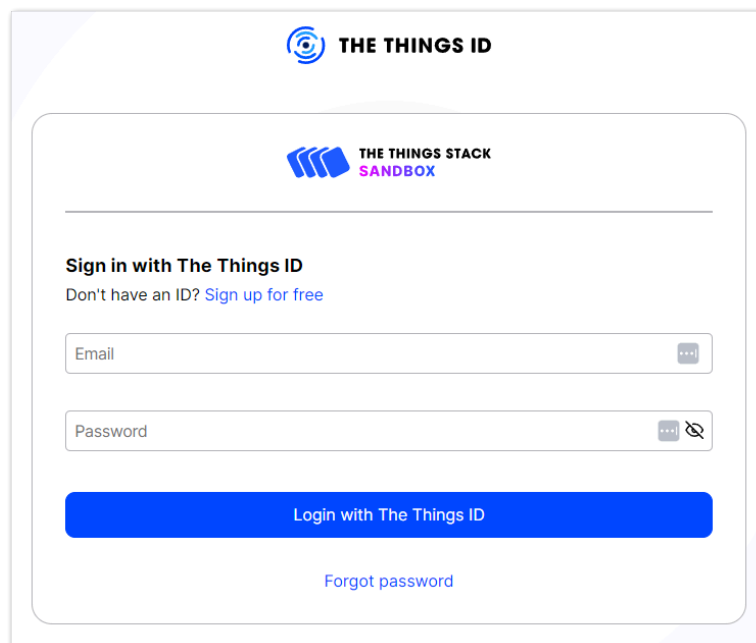 THE THINGS ID
THE THINGS STACK
SANDBOX
Sign in with The Things ID
Don't have an ID? Sign up for free
Email
Password
Login with The Things ID
Forgot password